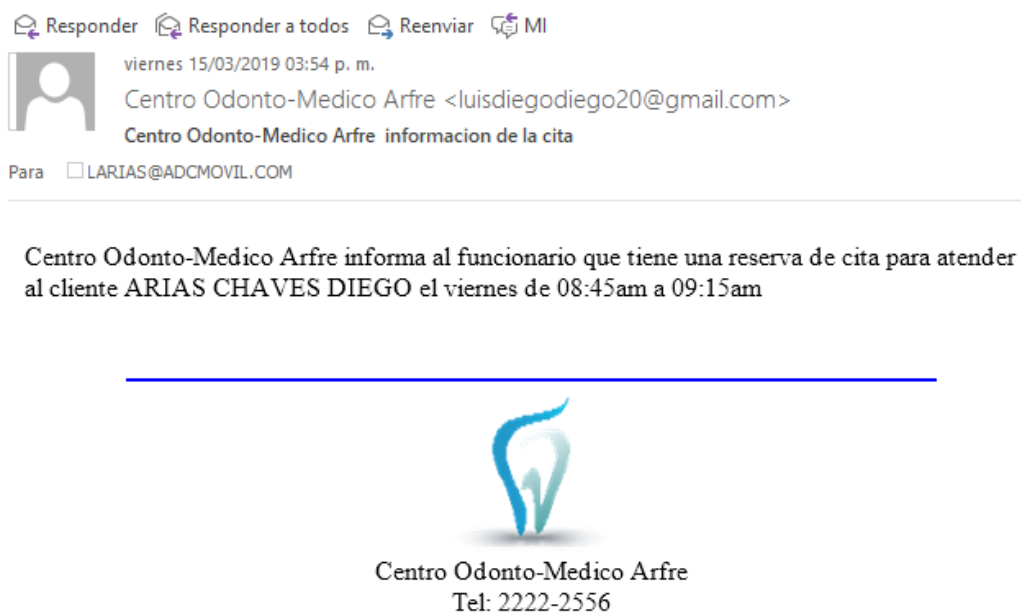 Responder Responder a todos Reenviar MI
viernes 15/03/2019 03:54 p. m.
Centro Odonto-Medico Arfre <luisdiegodiego20@gmail.com>
Centro Odonto-Medico Arfre informacion de la cita
Para LARIAS@ADCMOVIL.COM
Centro Odonto-Medico Arfre informa al funcionario que tiene una reserva de cita para atender
al cliente ARIAS CHAVES DIEGO el viernes de 08:45am a 09:15am
Centro Odonto-Medico Arfre
Tel: 2222-2556